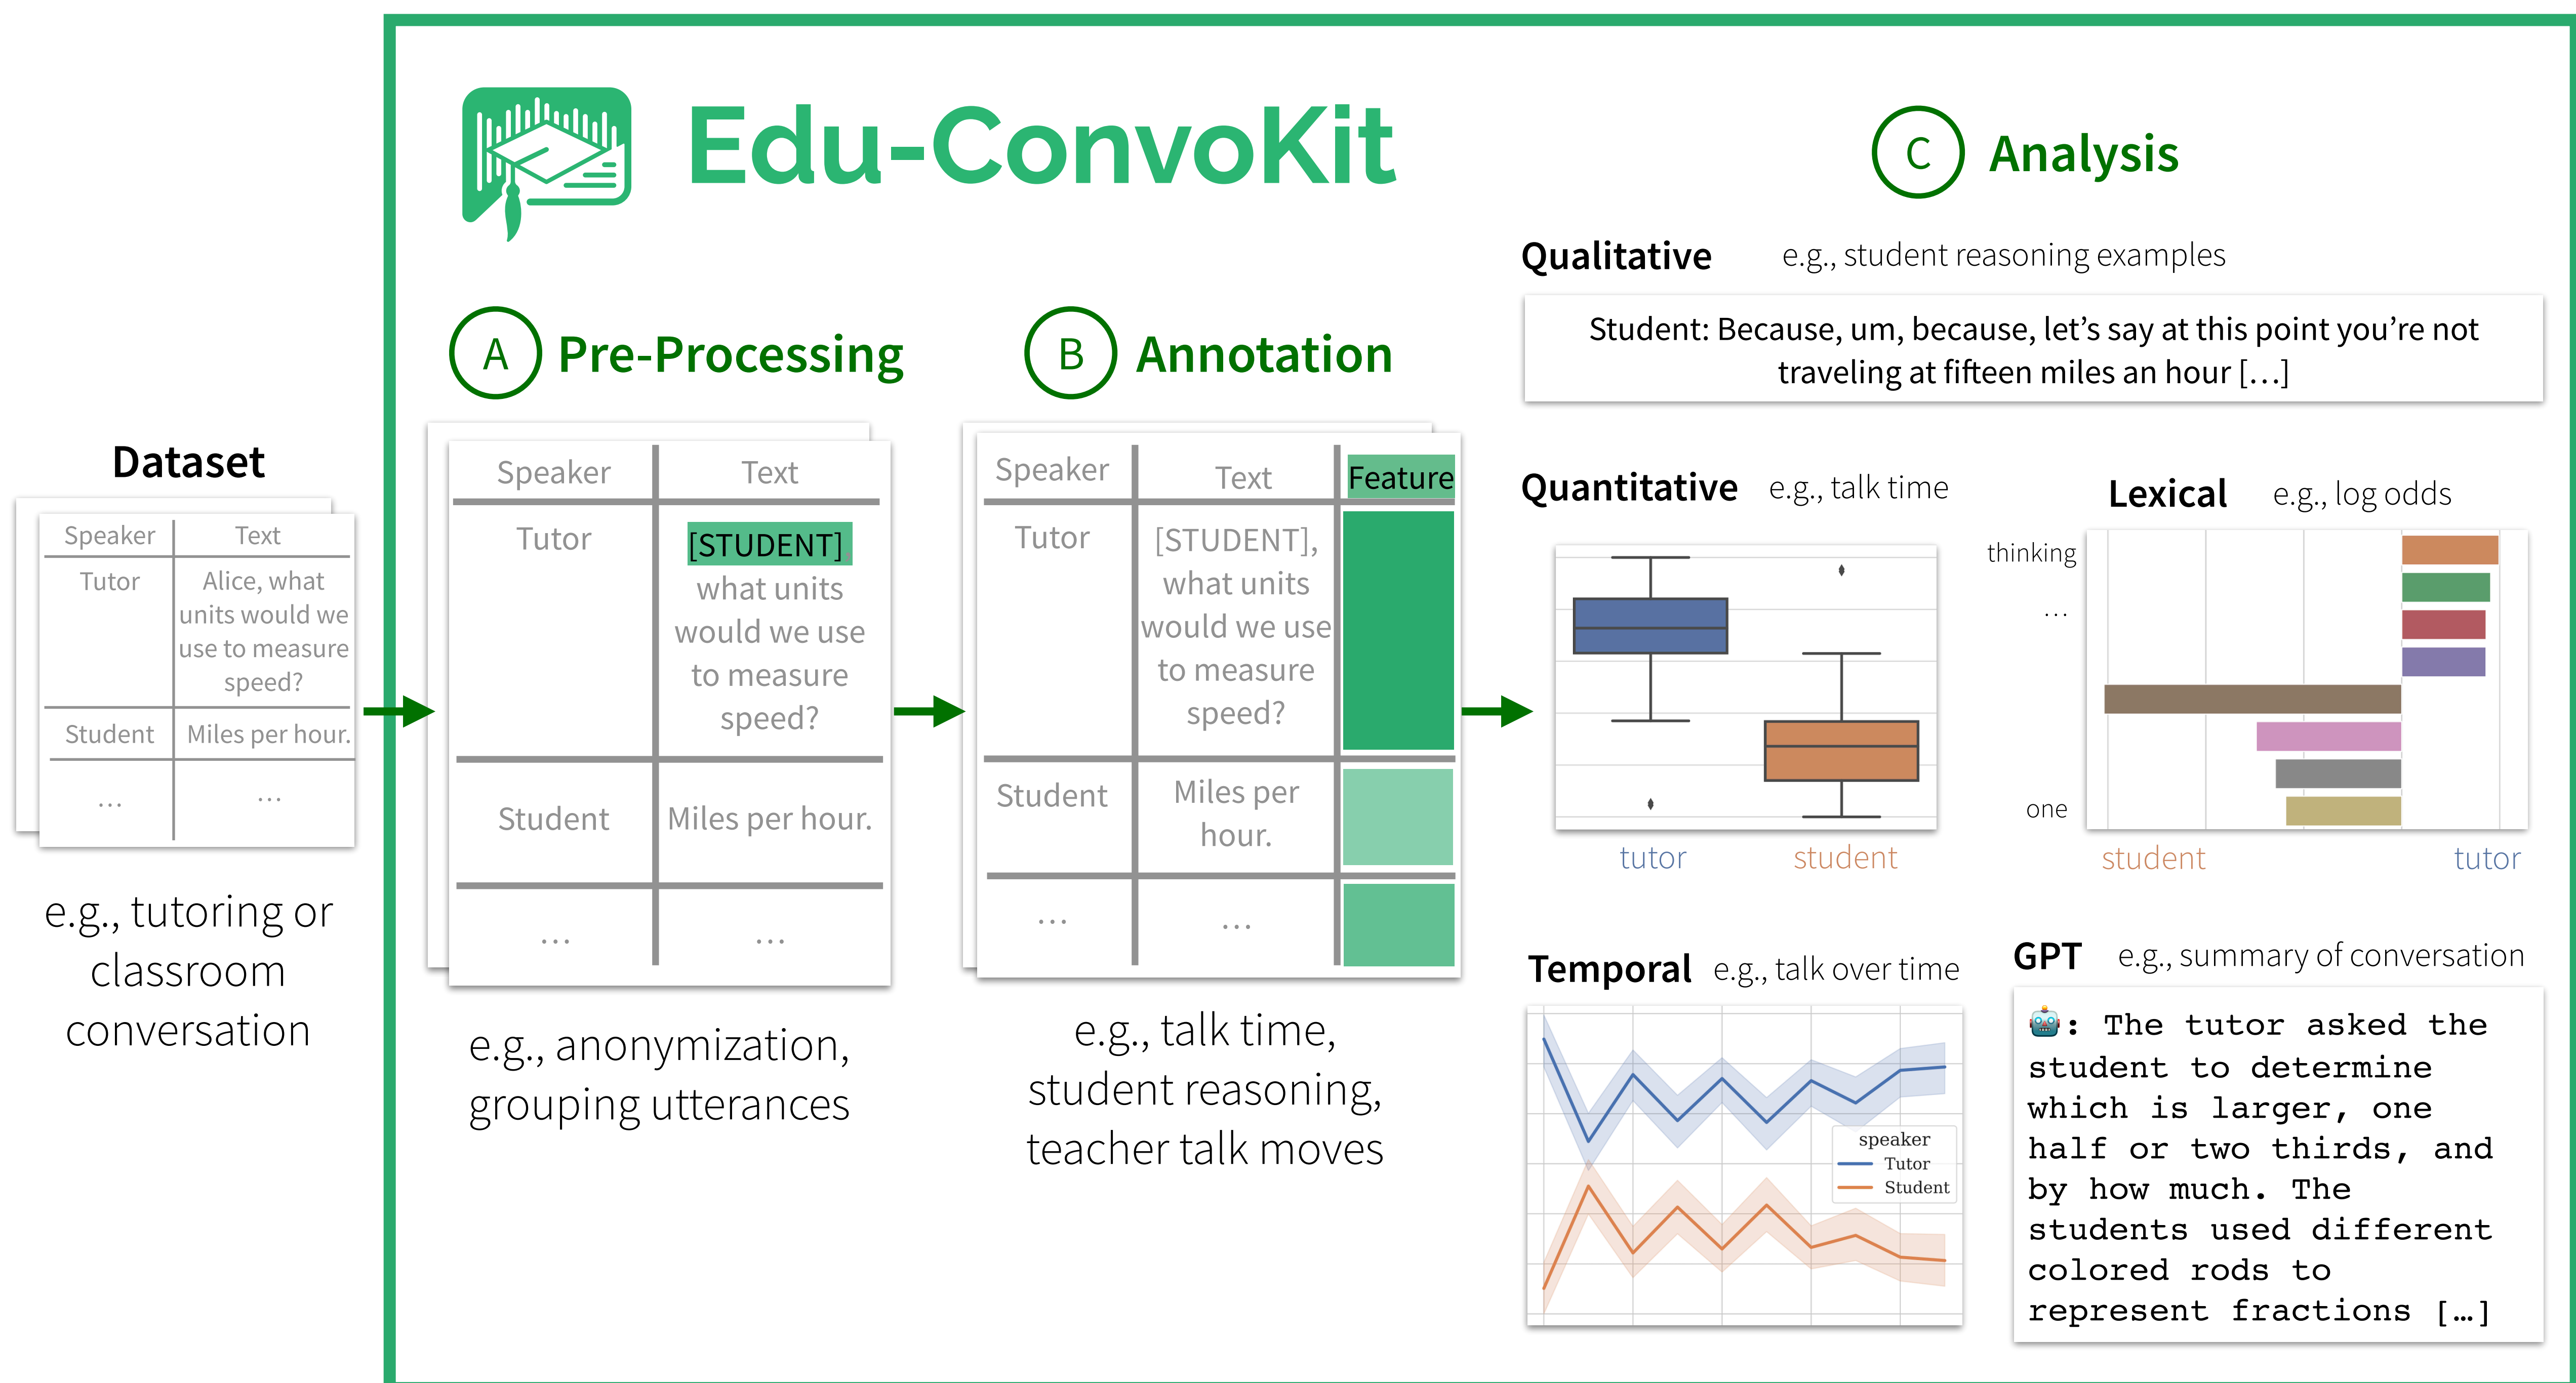 Edu-ConvoKit
Dataset
Speaker Text
Tutor Alice, what
units would we
use to measure
speed?
Student Miles per hour.
… …
e.g., tutoring or
classroom
conversation
A Pre-Processing
Speaker Text
Tutor [STUDENT],
what units
would we use
to measure
speed?
Student Miles per hour.
… …
e.g., anonymization,
grouping utterances
B Annotation
Speaker Text Feature
Tutor [STUDENT],
what units
would we use
to measure
speed?
Student Miles per
hour.
… …
e.g., talk time,
student reasoning,
teacher talk moves
C Analysis
Qualitative e.g., student reasoning examples
Student: Because, um, because, let’s say at this point you’re not
traveling at fifteen miles an hour […]
Quantitative e.g., talk time
tutor student
Lexical e.g., log odds
thinking
…
one
student tutor
Temporal e.g., talk over time
speaker
Tutor
Student
GPT e.g., summary of conversation
🤖: The tutor asked the
student to determine
which is larger, one
half or two thirds, and
by how much. The
students used different
colored rods to
represent fractions […]